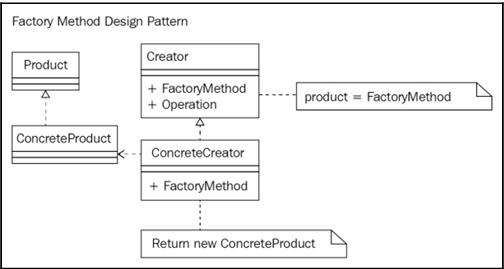 Factory Method Design Pattern
Product
Creator
+ FactoryMethod
+ Operation
product = FactoryMethod
ConcreteProduct
ConcreteCreator
+ FactoryMethod
Return new ConcreteProduct